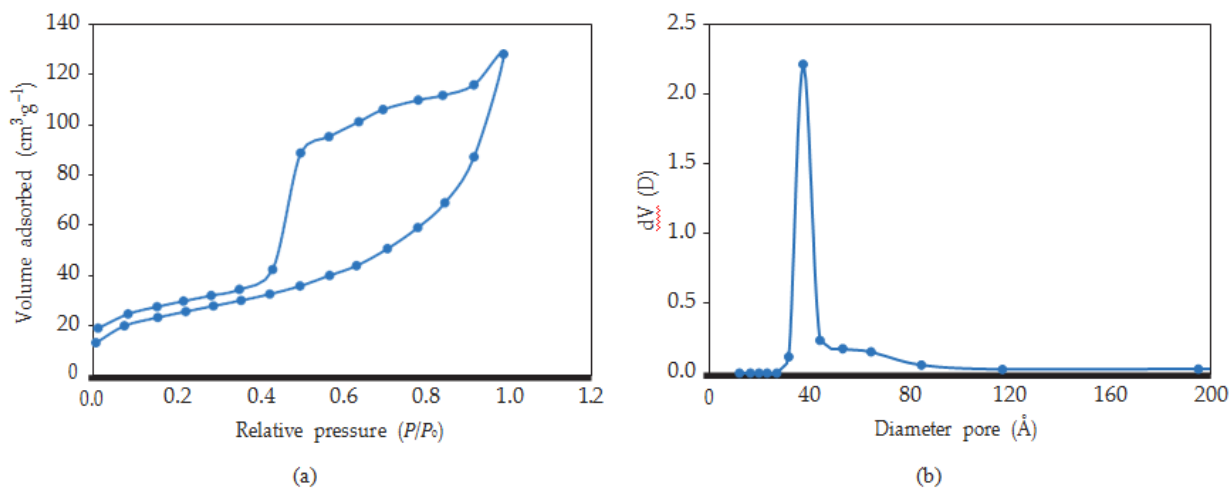 140
120
100
80
60
40
20
0
Volume adsorbed (cm³·g⁻¹)
0.0 0.2 0.4 0.6 0.8 1.0 1.2
Relative pressure (P/P₀)
(a)
2.5
2.0
1.5
1.0
0.5
0.0
dV (D)
0 40 80 120 160 200
Diameter pore (Å)
(b)